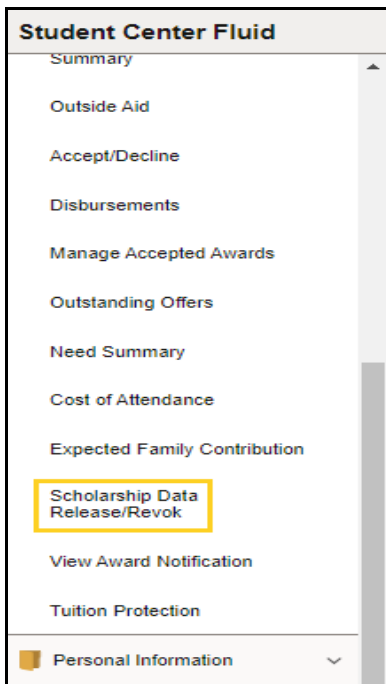 Student Center Fluid
Summary
Outside Aid
Accept/Decline
Disbursements
Manage Accepted Awards
Outstanding Offers
Need Summary
Cost of Attendance
Expected Family Contribution
Scholarship Data
Release/Revok
View Award Notification
Tuition Protection
Personal Information